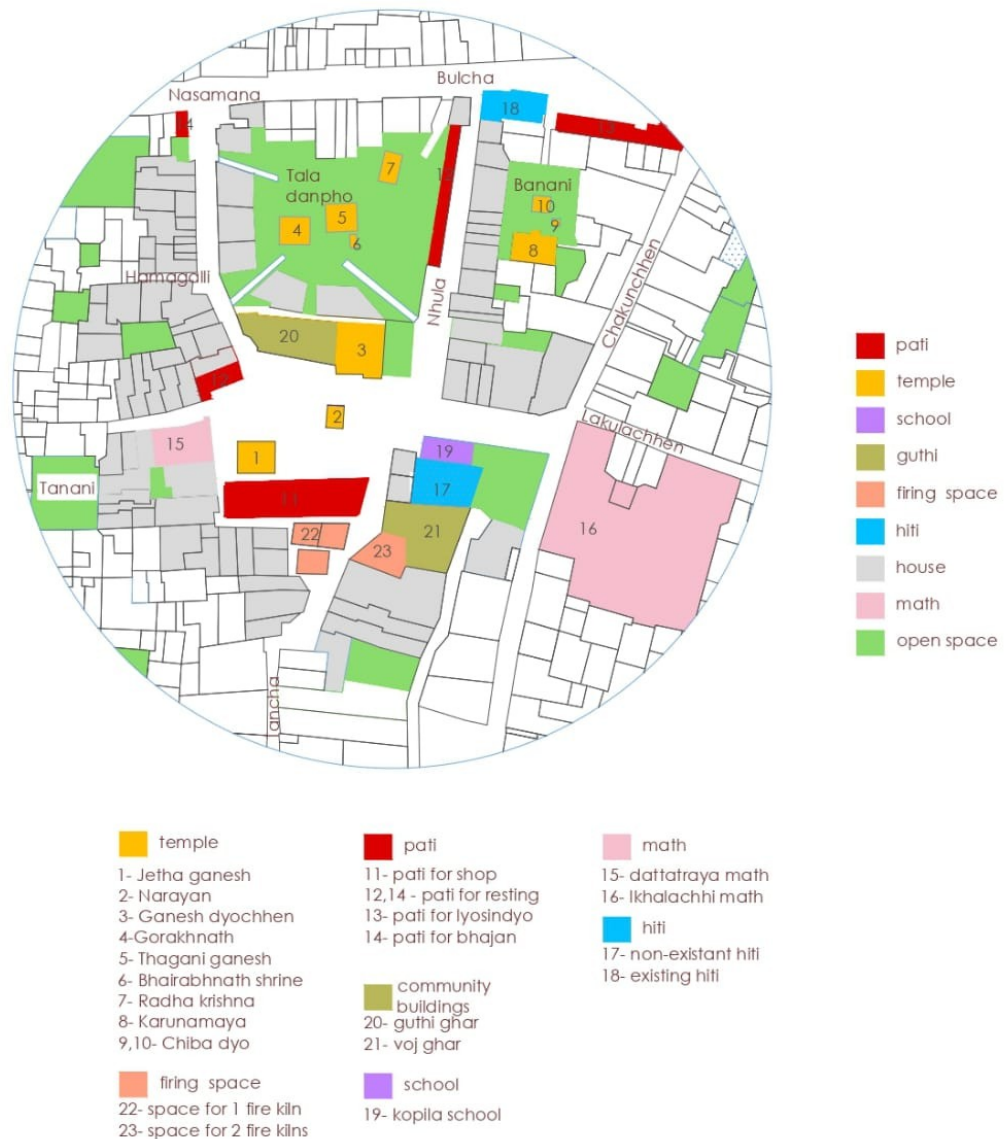 Bulcha
Nasamana
18
13
14
12
7
Tala
danpho
Banani
10
5
9
4
6
8
Hamagalli
Nhula
Chakunchhen
20
3
2
akulachhen
15
19
1
Tanani
17
11
16
22
21
23
ancha
pati
temple
school
guthi
firing space
hiti
house
math
open space
temple
1- Jetha ganesh
2- Narayan
3- Ganesh dyochhen
4-Gorakhnath
5- Thagani ganesh
6- Bhairabhnath shrine
7- Radha krishna
8- Karunamaya
9,10- Chiba dyo
firing space
22- space for 1 fire kiln
23- space for 2 fire kilns
pati
11- pati for shop
12,14 - pati for resting
13- pati for lyosindyo
14- pati for bhajan
community
buildings
20- guthi ghar
21- voj ghar
school
19- kopila school
math
15- dattatraya math
16- Ikhalachhi math
hiti
17- non-existant hiti
18- existing hiti